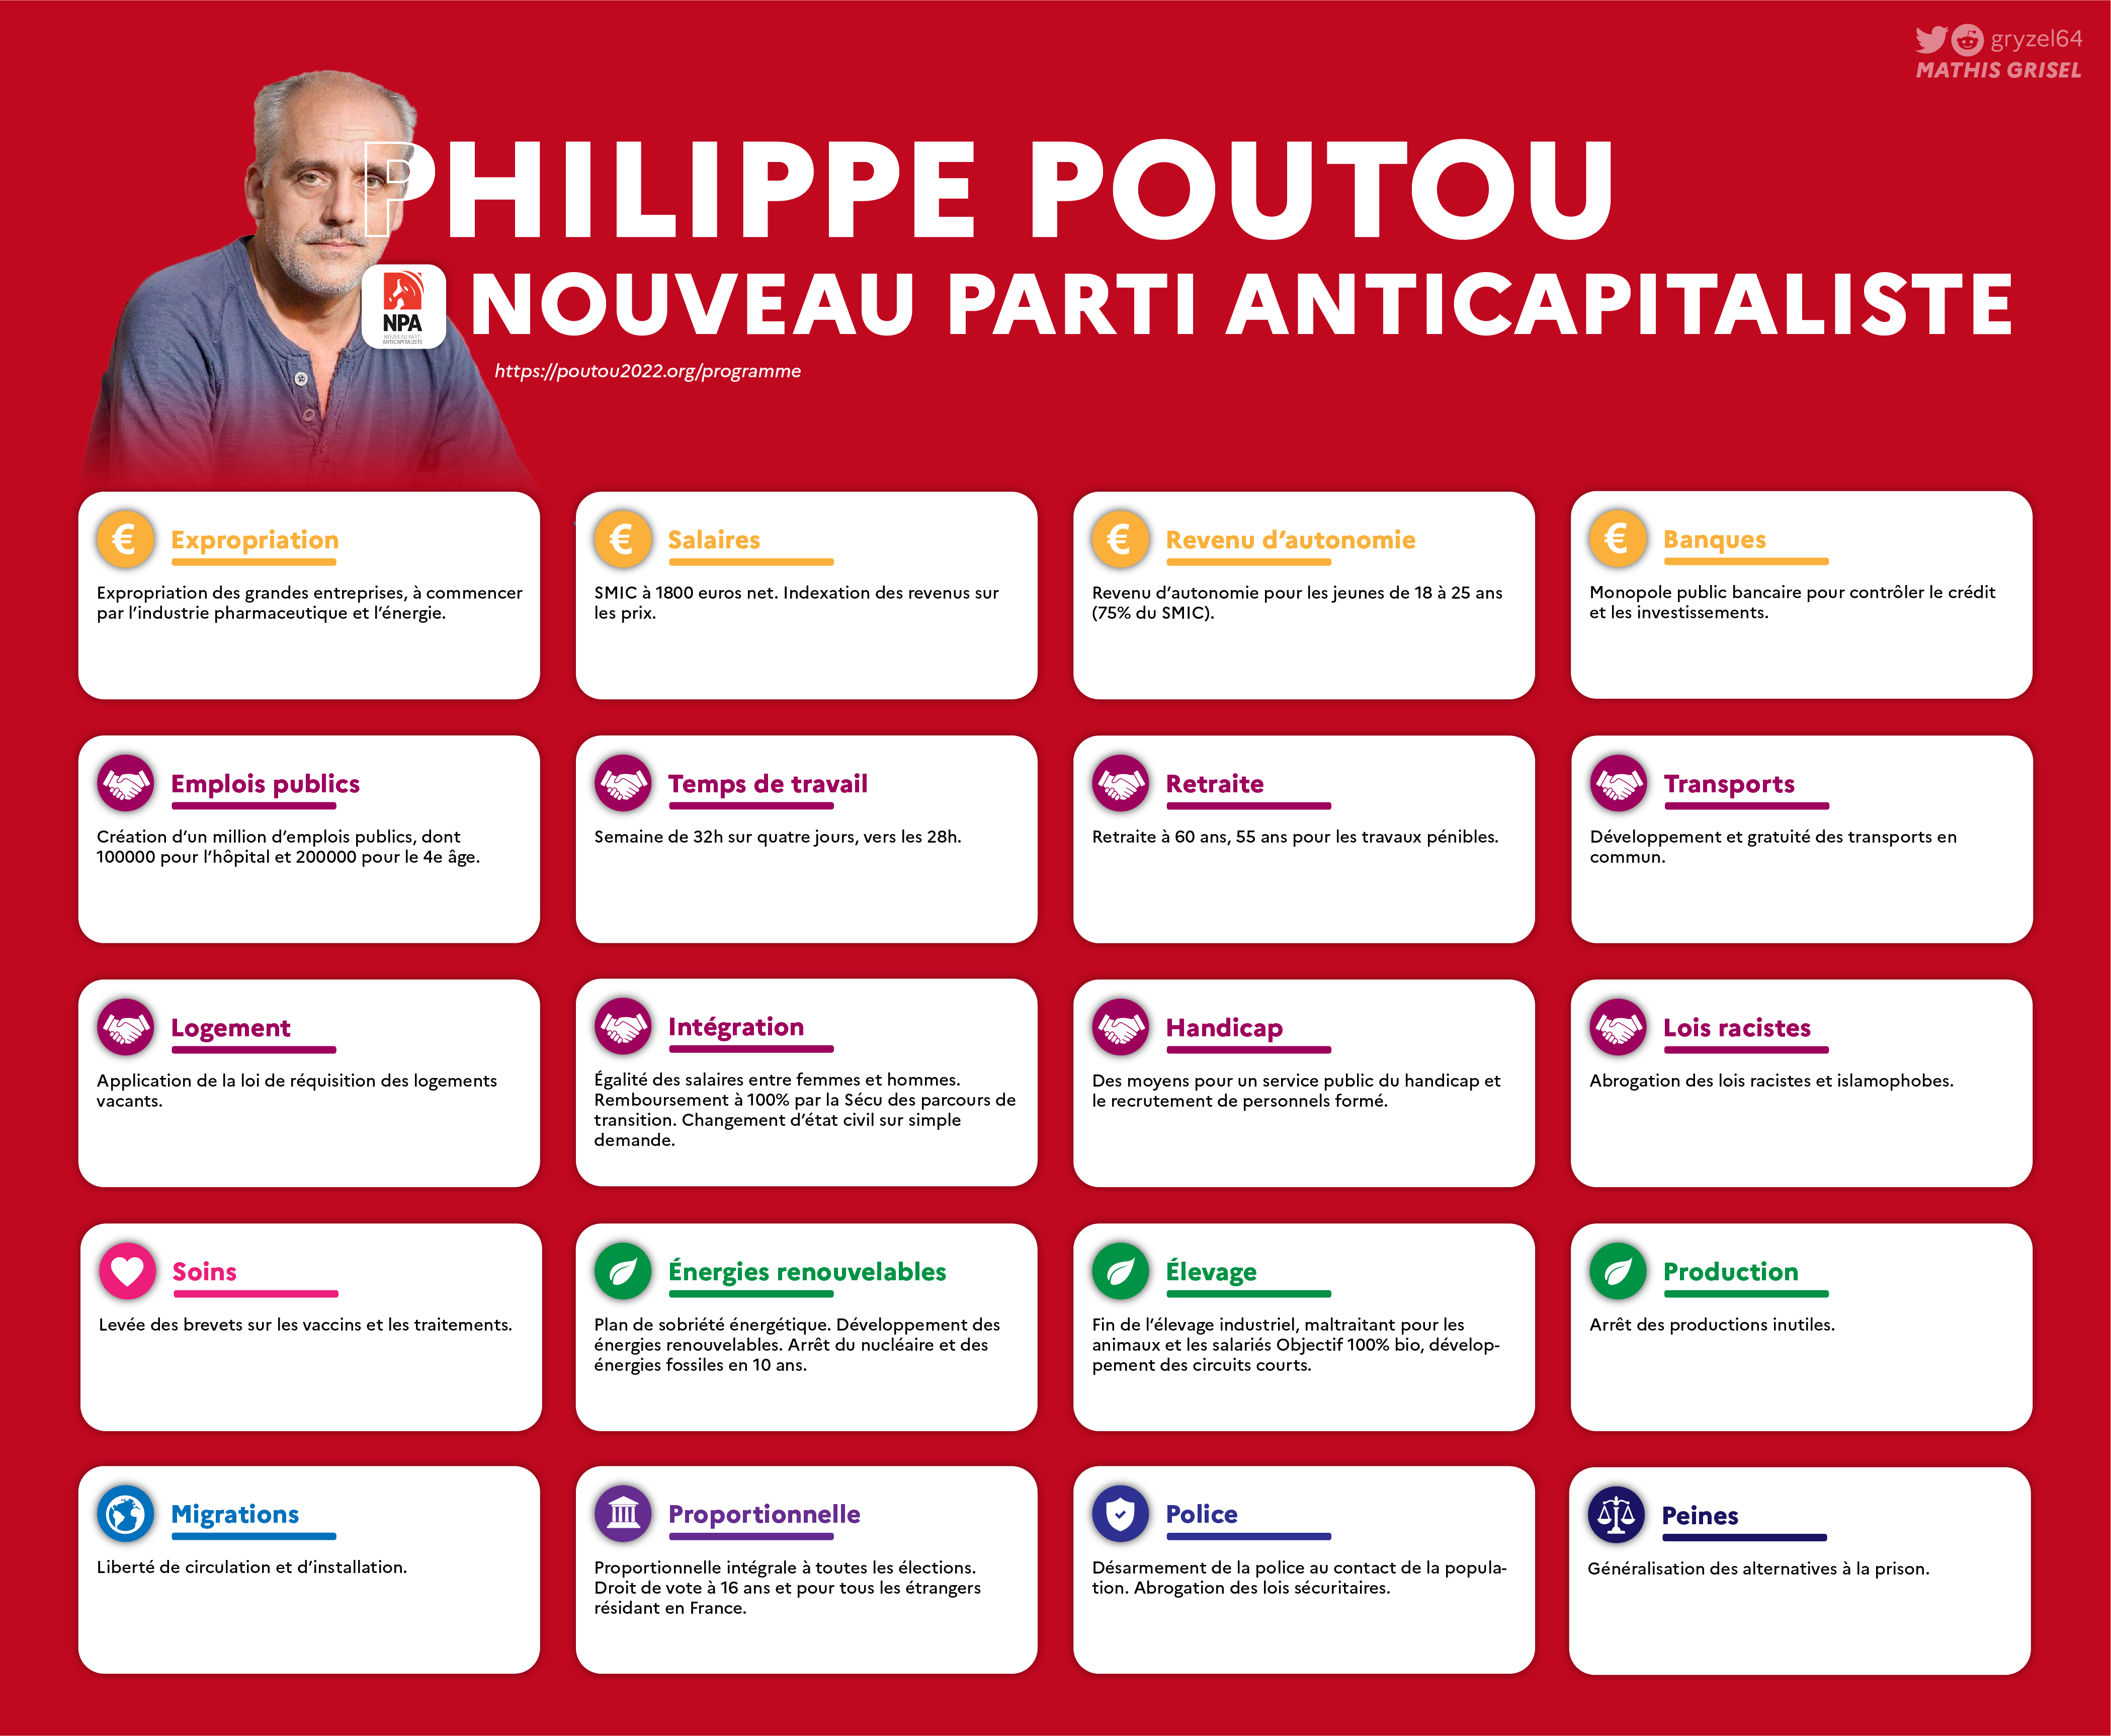 gryzel64
MATHIS GRISEL
PHILIPPE POUTOU
NPA
NOUVEAU PARTI
ANTICAPITALISTE
NOUVEAU PARTI ANTICAPITALISTE
https://poutou2022.org/programme
€ Expropriation
Expropriation des grandes entreprises, à commencer
par l'industrie pharmaceutique et l'énergie.
€ Salaires
SMIC à 1800 euros net. Indexation des revenus sur
les prix.
€ Revenu d'autonomie
Revenu d'autonomie pour les jeunes de 18 à 25 ans
(75% du SMIC).
€ Banques
Monopole public bancaire pour contrôler le crédit
et les investissements.
Emplois publics
Création d'un million d'emplois publics, dont
100000 pour l'hôpital et 200000 pour le 4e âge.
Temps de travail
Semaine de 32h sur quatre jours, vers les 28h.
Retraite
Retraite à 60 ans, 55 ans pour les travaux pénibles.
Transports
Développement et gratuité des transports en
commun.
Logement
Application de la loi de réquisition des logements
vacants.
Intégration
Égalité des salaires entre femmes et hommes.
Remboursement à 100% par la Sécu des parcours de
transition. Changement d'état civil sur simple
demande.
Handicap
Des moyens pour un service public du handicap et
le recrutement de personnels formé.
Lois racistes
Abrogation des lois racistes et islamophobes.
Soins
Levée des brevets sur les vaccins et les traitements.
Énergies renouvelables
Plan de sobriété énergétique. Développement des
énergies renouvelables. Arrêt du nucléaire et des
énergies fossiles en 10 ans.
Élevage
Fin de l'élevage industriel, maltraitant pour les
animaux et les salariés Objectif 100% bio, dévelop-
pement des circuits courts.
Production
Arrêt des productions inutiles.
Migrations
Liberté de circulation et d'installation.
Proportionnelle
Proportionnelle intégrale à toutes les élections.
Droit de vote à 16 ans et pour tous les étrangers
résidant en France.
Police
Désarmement de la police au contact de la popula-
tion. Abrogation des lois sécuritaires.
Peines
Généralisation des alternatives à la prison.